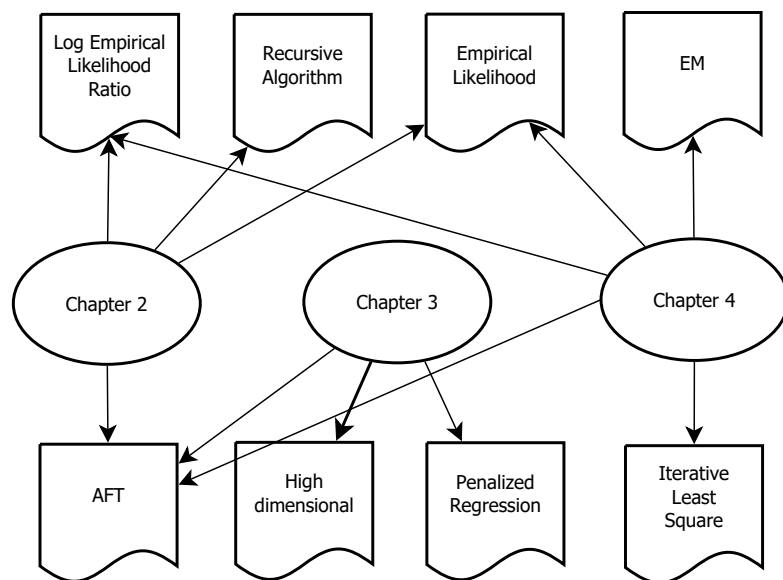 Log Empirical
Likelihood
Ratio
Recursive
Algorithm
Empirical
Likelihood
EM
Chapter 2
Chapter 3
Chapter 4
AFT
High
dimensional
Penalized
Regression
Iterative
Least
Square